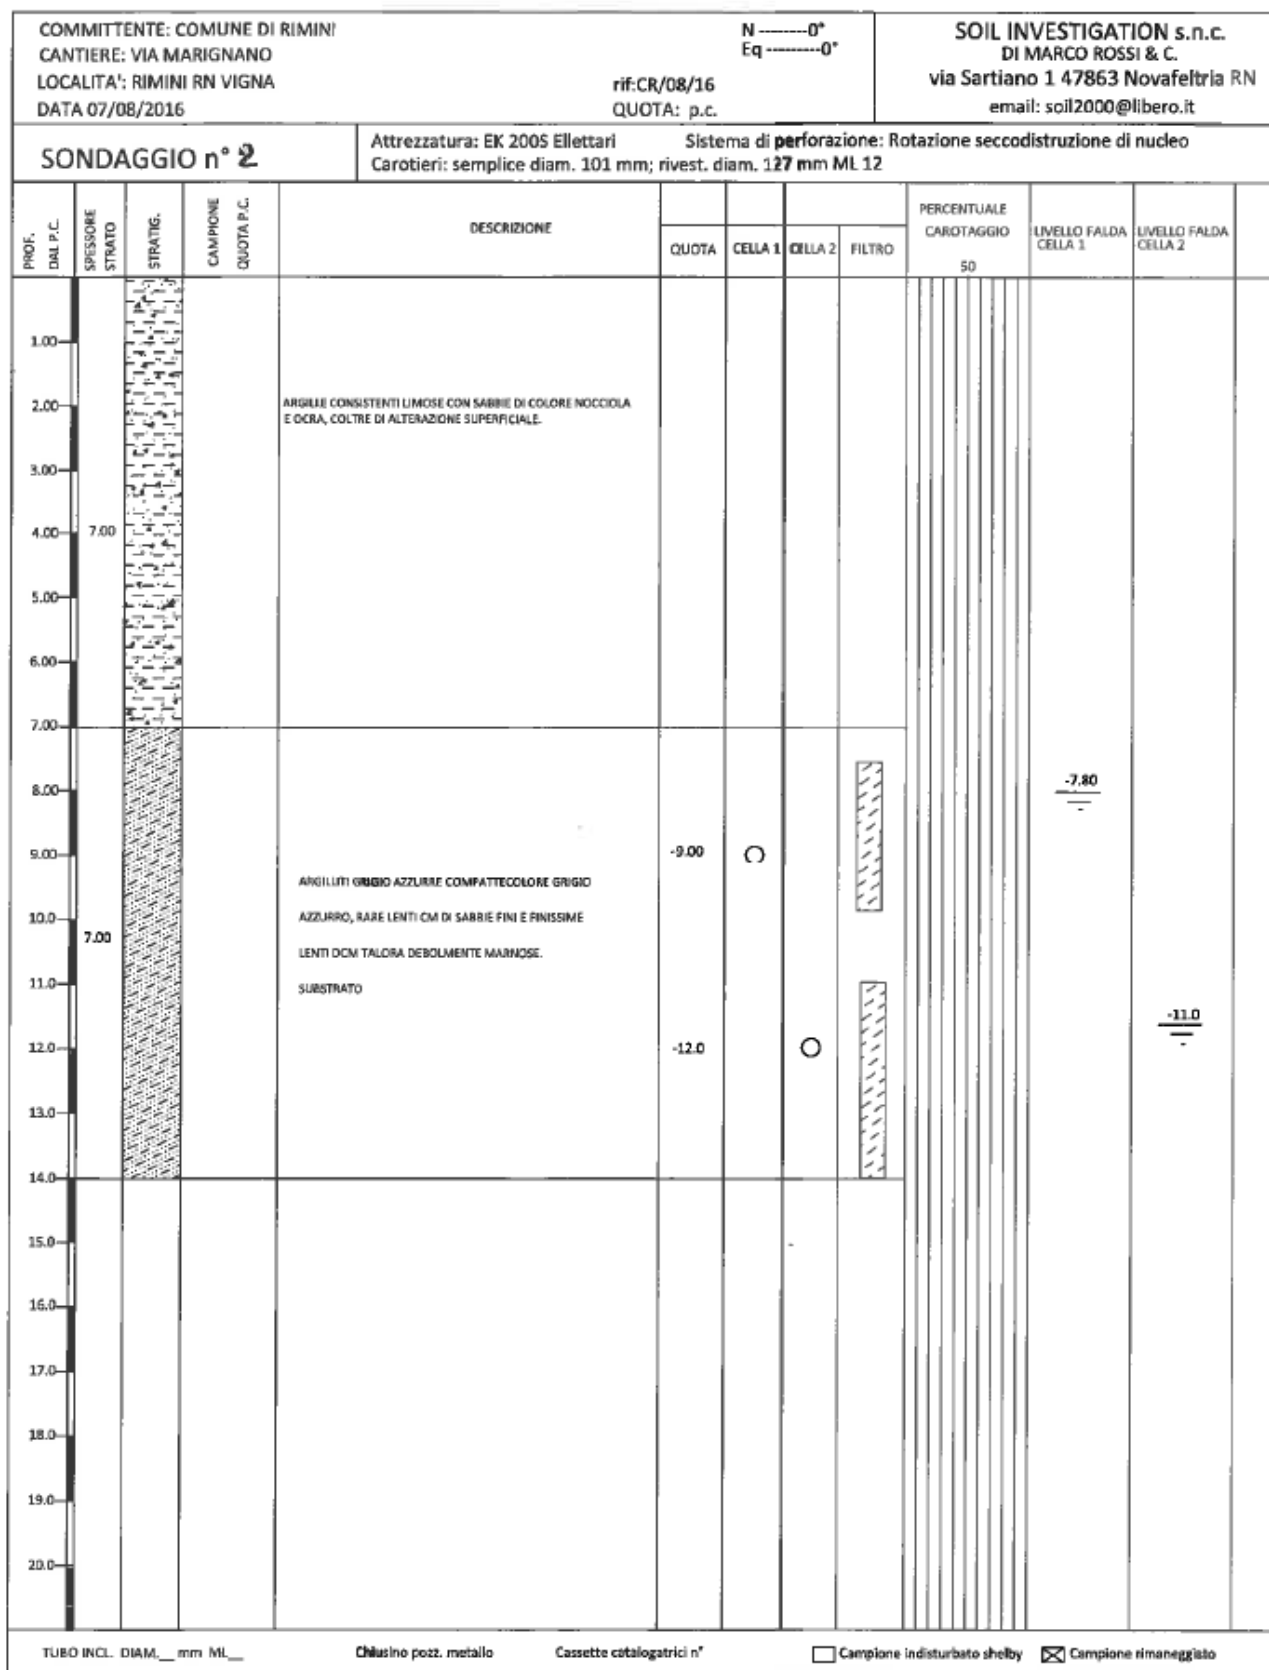 COMMITTENTE: COMUNE DI RIMINI
CANTIERE: VIA MARIGNANO
LOCALITA': RIMINI RN VIGNA
DATA 07/08/2016
N --------0°
Eq ---------0°
rif:CR/08/16
QUOTA: p.c.
SOIL INVESTIGATION s.n.c.
DI MARCO ROSSI & C.
via Sartiano 1 47863 Novafeltria RN
email: soil2000@libero.it
SONDAGGIO n° 2
Attrezzatura: EK 200S Ellettari Sistema di perforazione: Rotazione seccodistruzione di nucleo
Carotieri: semplice diam. 101 mm; rivest. diam. 127 mm ML 12
PROF. DAL P.C.
SPESSORE STRATO
STRATIG.
CAMPIONE QUOTA P.C.
DESCRIZIONE
QUOTA
CELLA 1
CELLA 2
FILTRO
PERCENTUALE
CAROTAGGIO
50
LIVELLO FALDA
CELLA 1
LIVELLO FALDA
CELLA 2
1.00
2.00
ARGILLE CONSISTENTI LIMOSE CON SABBIE DI COLORE NOCCIOLA
E OCRA, COLTRE DI ALTERAZIONE SUPERFICIALE.
3.00
4.00
7.00
5.00
6.00
7.00
8.00
-7.80
9.00
-9.00
ARGILLITI GRIGIO AZZURRE COMPATTECOLORE GRIGIO
10.0
AZZURRO, RARE LENTI CM DI SABBIE FINI E FINISSIME
7.00
LENTI DCM TALORA DEBOLMENTE MARNOSE.
11.0
SUBSTRATO
-11.0
12.0
-12.0
13.0
14.0
15.0
16.0
17.0
18.0
19.0
20.0
TUBO INCL. DIAM.__ mm ML__
Chiusino pozz. metallo
Cassette catalogatrici n°
Campione indisturbato shelby
Campione rimaneggiato